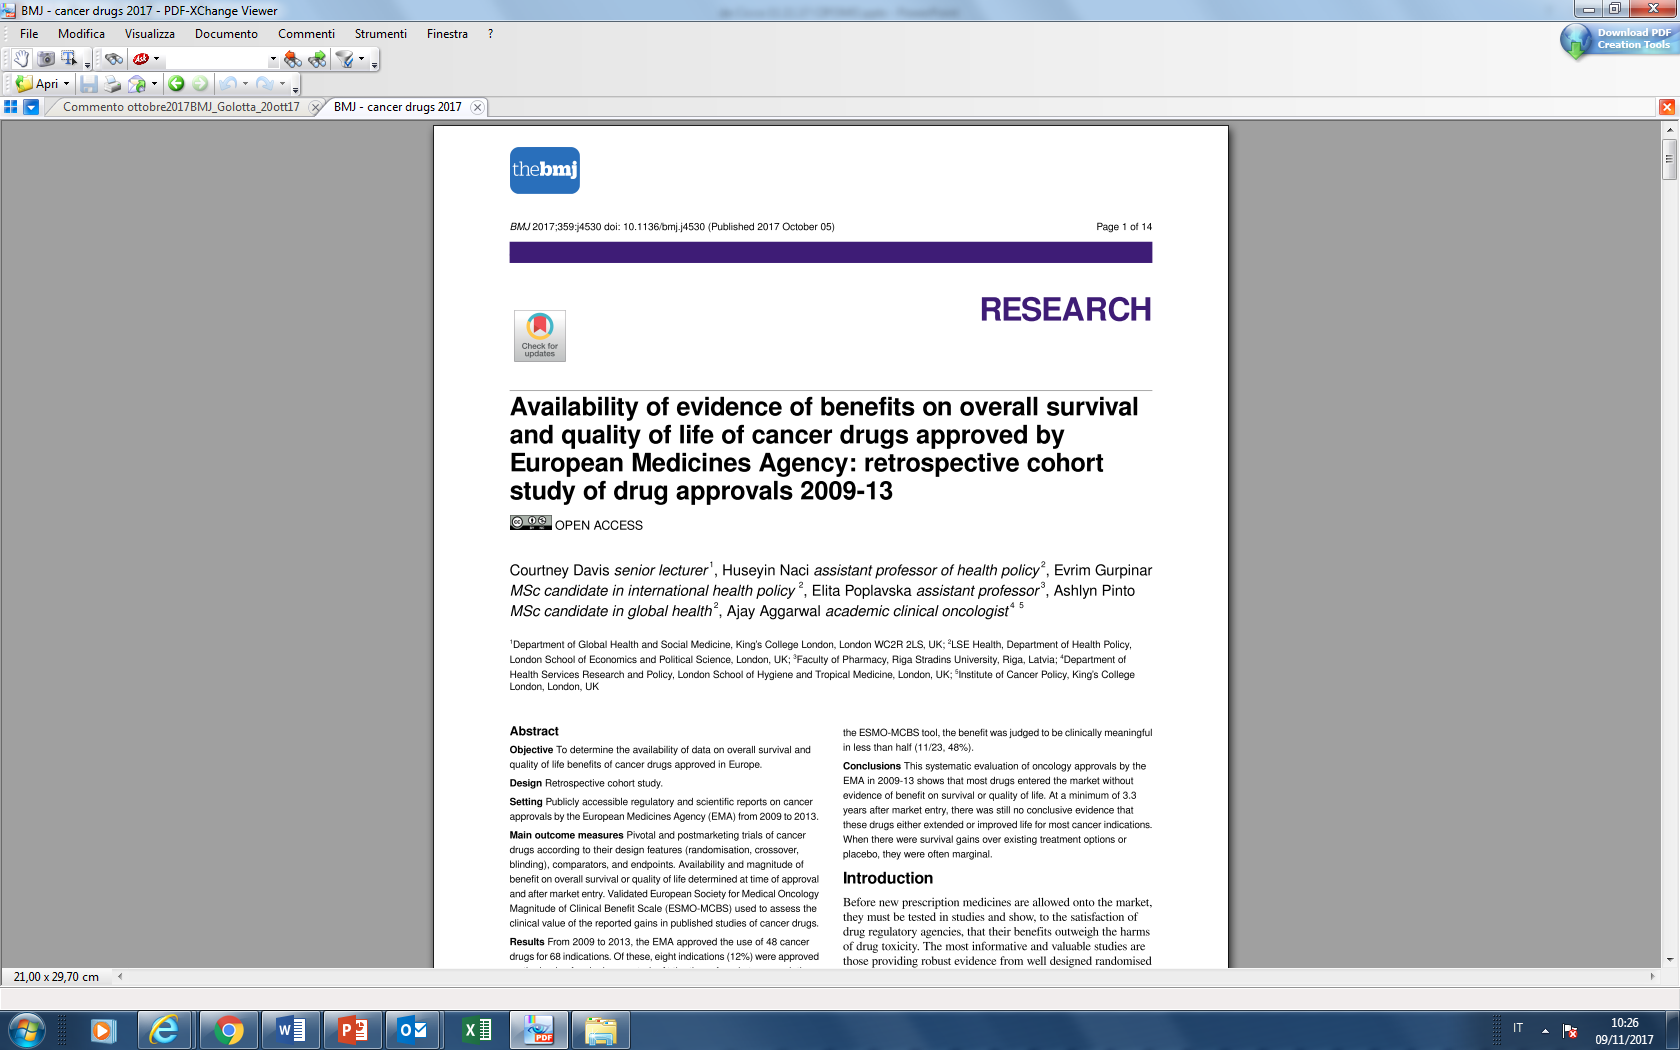 BMJ - cancer drugs 2017 - PDF-XChange Viewer
File Modifica Visualizza Documento Commenti Strumenti Finestra ?
Download PDF
Creation Tools
Ask
Apri
Commento ottobre2017BMJ_Golotta_20ott17
BMJ - cancer drugs 2017
thebmj
BMJ 2017;359:j4530 doi: 10.1136/bmj.j4530 (Published 2017 October 05)
Page 1 of 14
RESEARCH
Check for
updates
Availability of evidence of benefits on overall survival
and quality of life of cancer drugs approved by
European Medicines Agency: retrospective cohort
study of drug approvals 2009-13
OPEN ACCESS
Courtney Davis senior lecturer 1, Huseyin Naci assistant professor of health policy 2, Evrim Gurpinar
MSc candidate in international health policy 2, Elita Poplavska assistant professor 3, Ashlyn Pinto
MSc candidate in global health 2, Ajay Aggarwal academic clinical oncologist 4 5
1Department of Global Health and Social Medicine, King's College London, London WC2R 2LS, UK; 2LSE Health, Department of Health Policy,
London School of Economics and Political Science, London, UK; 3Faculty of Pharmacy, Riga Stradins University, Riga, Latvia; 4Department of
Health Services Research and Policy, London School of Hygiene and Tropical Medicine, London, UK; 5Institute of Cancer Policy, King's College
London, London, UK
Abstract
Objective To determine the availability of data on overall survival and
quality of life benefits of cancer drugs approved in Europe.
Design Retrospective cohort study.
Setting Publicly accessible regulatory and scientific reports on cancer
approvals by the European Medicines Agency (EMA) from 2009 to 2013.
Main outcome measures Pivotal and postmarketing trials of cancer
drugs according to their design features (randomisation, crossover,
blinding), comparators, and endpoints. Availability and magnitude of
benefit on overall survival or quality of life determined at time of approval
and after market entry. Validated European Society for Medical Oncology
Magnitude of Clinical Benefit Scale (ESMO-MCBS) used to assess the
clinical value of the reported gains in published studies of cancer drugs.
Results From 2009 to 2013, the EMA approved the use of 48 cancer
drugs for 68 indications. Of these, eight indications (12%) were approved
the ESMO-MCBS tool, the benefit was judged to be clinically meaningful
in less than half (11/23, 48%).
Conclusions This systematic evaluation of oncology approvals by the
EMA in 2009-13 shows that most drugs entered the market without
evidence of benefit on survival or quality of life. At a minimum of 3.3
years after market entry, there was still no conclusive evidence that
these drugs either extended or improved life for most cancer indications.
When there were survival gains over existing treatment options or
placebo, they were often marginal.
Introduction
Before new prescription medicines are allowed onto the market,
they must be tested in studies and show, to the satisfaction of
drug regulatory agencies, that their benefits outweigh the harms
of drug toxicity. The most informative and valuable studies are
those providing robust evidence from well designed randomised
21,00 x 29,70 cm
PDF
IT
10:26
09/11/2017